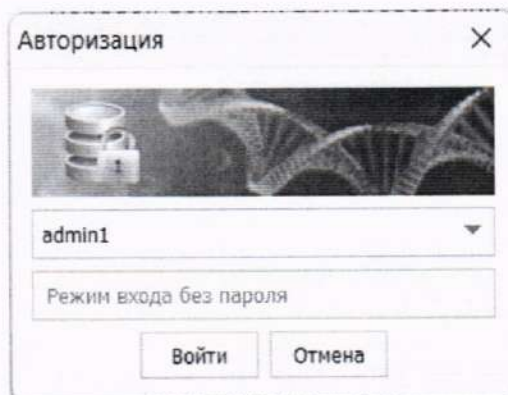 Авторизация
admin1
Режим входа без пароля
Войти
Отмена